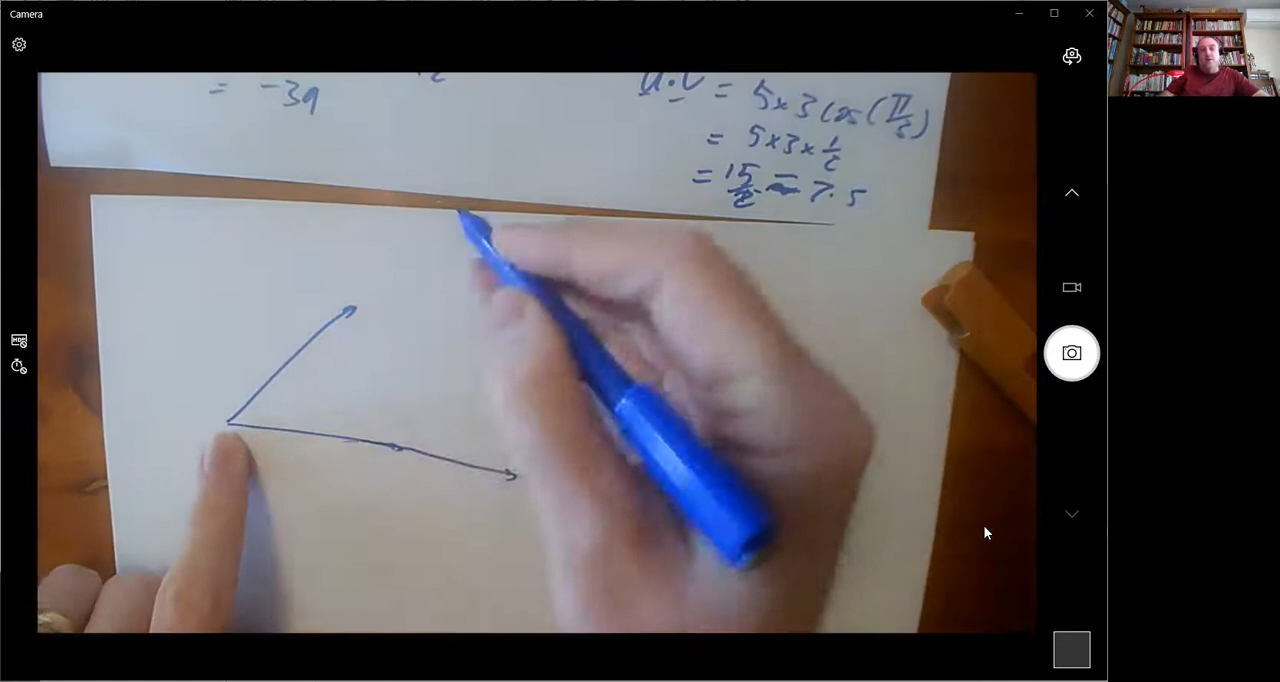 Camera
= -39
u·v = 5×3 cos(π/3)
= 5×3×1/2
= 15/2 = 7.5